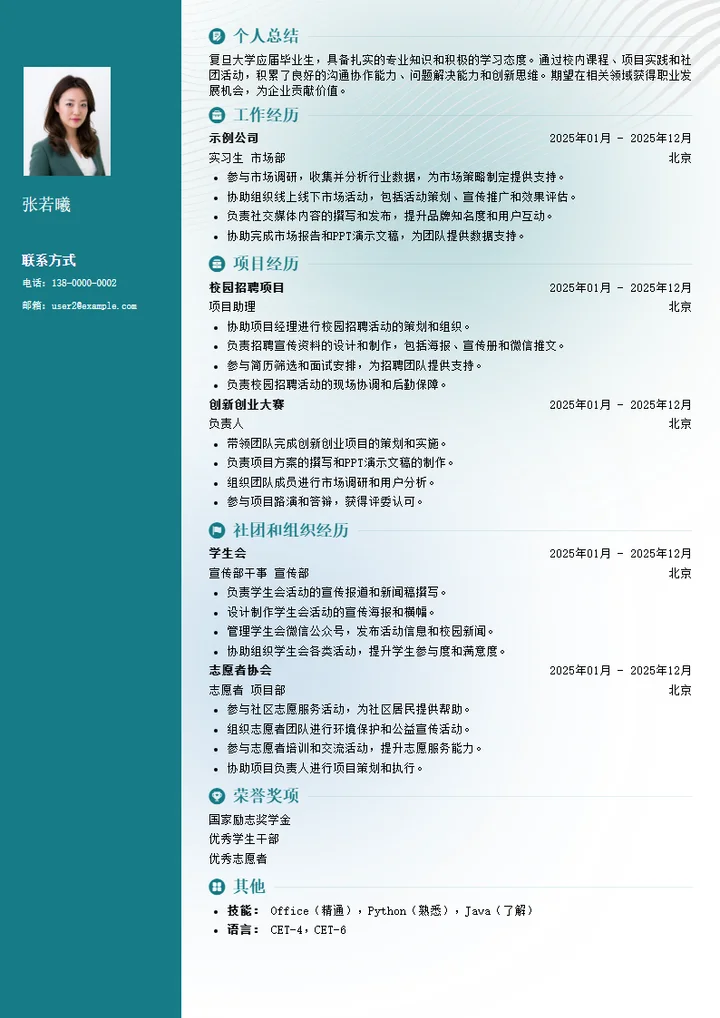 张若曦
联系方式
电话：138-0000-0002
邮箱：user2@example.com
个人总结
复旦大学应届毕业生，具备扎实的专业知识和积极的学习态度。通过校内课程、项目实践和社
团活动，积累了良好的沟通协作能力、问题解决能力和创新思维。期望在相关领域获得职业发
展机会，为企业贡献价值。
工作经历
示例公司 2025年01月 - 2025年12月
实习生 市场部 北京
• 参与市场调研，收集并分析行业数据，为市场策略制定提供支持。
• 协助组织线上线下市场活动，包括活动策划、宣传推广和效果评估。
• 负责社交媒体内容的撰写和发布，提升品牌知名度和用户互动。
• 协助完成市场报告和PPT演示文稿，为团队提供数据支持。
项目经历
校园招聘项目 2025年01月 - 2025年12月
项目助理 北京
• 协助项目经理进行校园招聘活动的策划和组织。
• 负责招聘宣传资料的设计和制作，包括海报、宣传册和微信推文。
• 参与简历筛选和面试安排，为招聘团队提供支持。
• 负责校园招聘活动的现场协调和后勤保障。
创新创业大赛 2025年01月 - 2025年12月
负责人 北京
• 带领团队完成创新创业项目的策划和实施。
• 负责项目方案的撰写和PPT演示文稿的制作。
• 组织团队成员进行市场调研和用户分析。
• 参与项目路演和答辩，获得评委认可。
社团和组织经历
学生会 2025年01月 - 2025年12月
宣传部干事 宣传部 北京
• 负责学生会活动的宣传报道和新闻稿撰写。
• 设计制作学生会活动的宣传海报和横幅。
• 管理学生会微信公众号，发布活动信息和校园新闻。
• 协助组织学生会各类活动，提升学生参与度和满意度。
志愿者协会 2025年01月 - 2025年12月
志愿者 项目部 北京
• 参与社区志愿服务活动，为社区居民提供帮助。
• 组织志愿者团队进行环境保护和公益宣传活动。
• 参与志愿者培训和交流活动，提升志愿服务能力。
• 协助项目负责人进行项目策划和执行。
荣誉奖项
国家励志奖学金
优秀学生干部
优秀志愿者
其他
• 技能： Office（精通），Python（熟悉），Java（了解）
• 语言： CET-4，CET-6